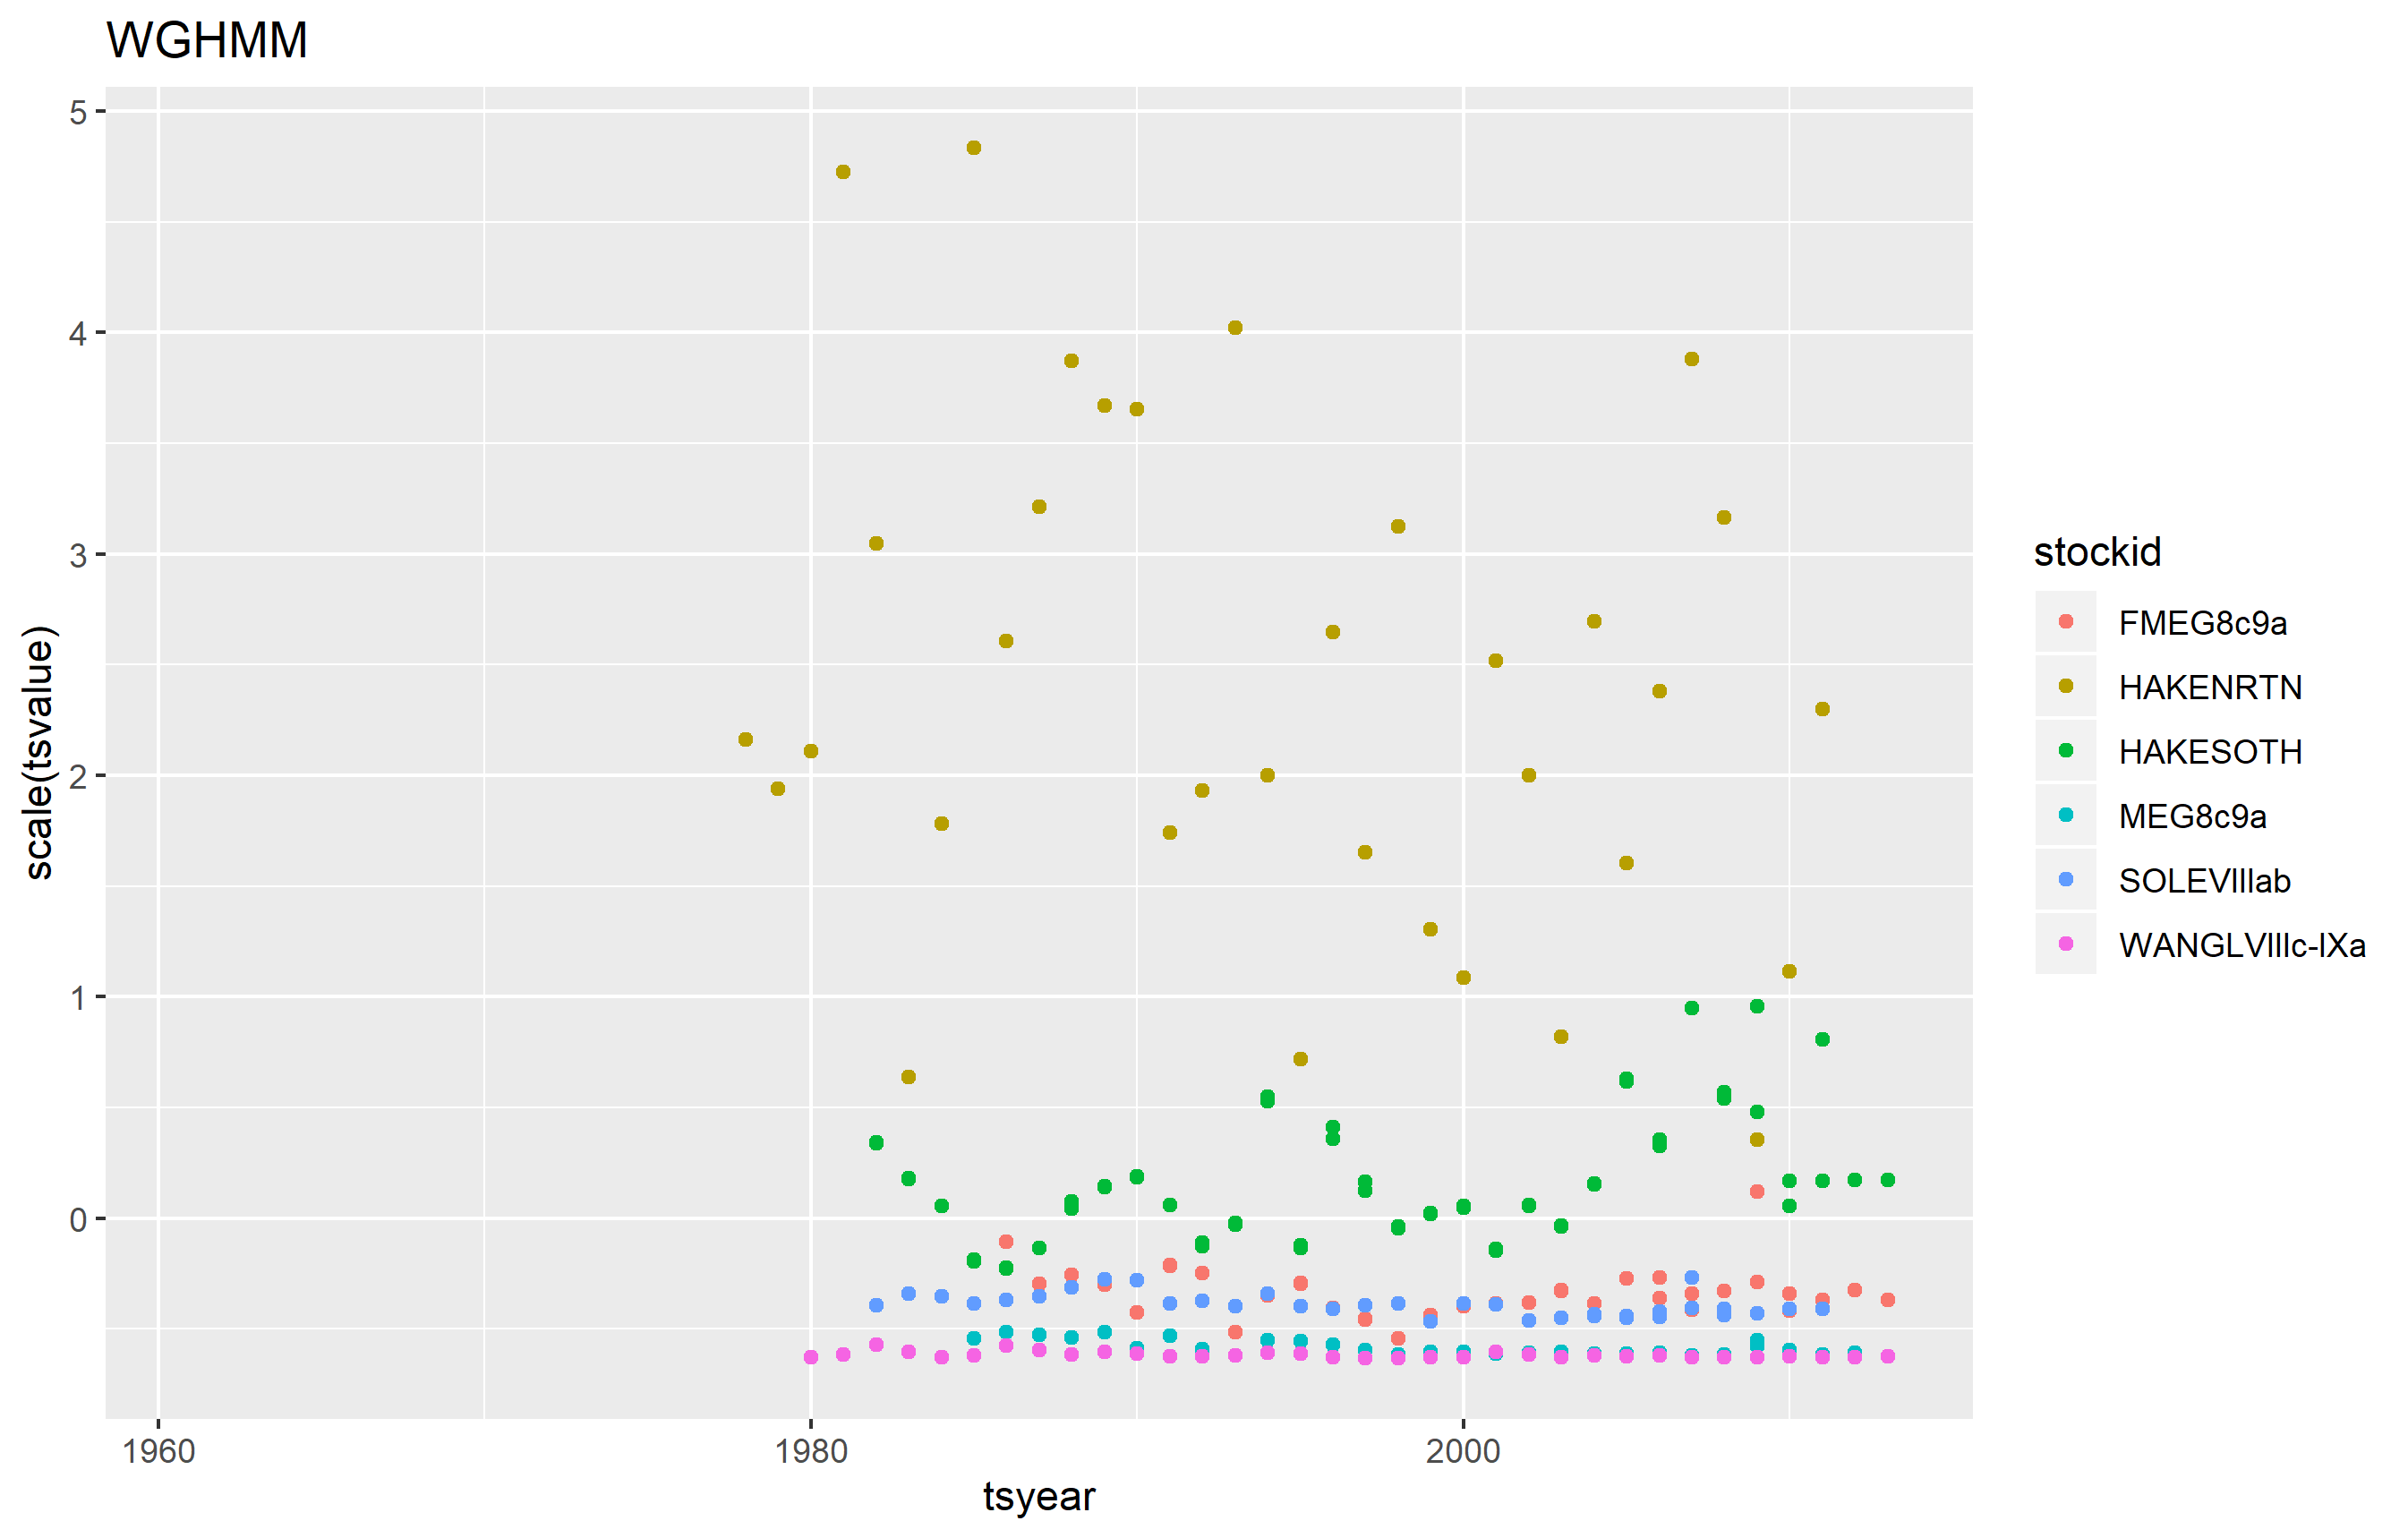 WGHMM
5
4
3
2
1
0
scale(tsvalue)
1960
1980
2000
tsyear
stockid
FMEG8c9a
HAKENRTN
HAKESOTH
MEG8c9a
SOLEVIIIab
WANGLVIIIc-IXa